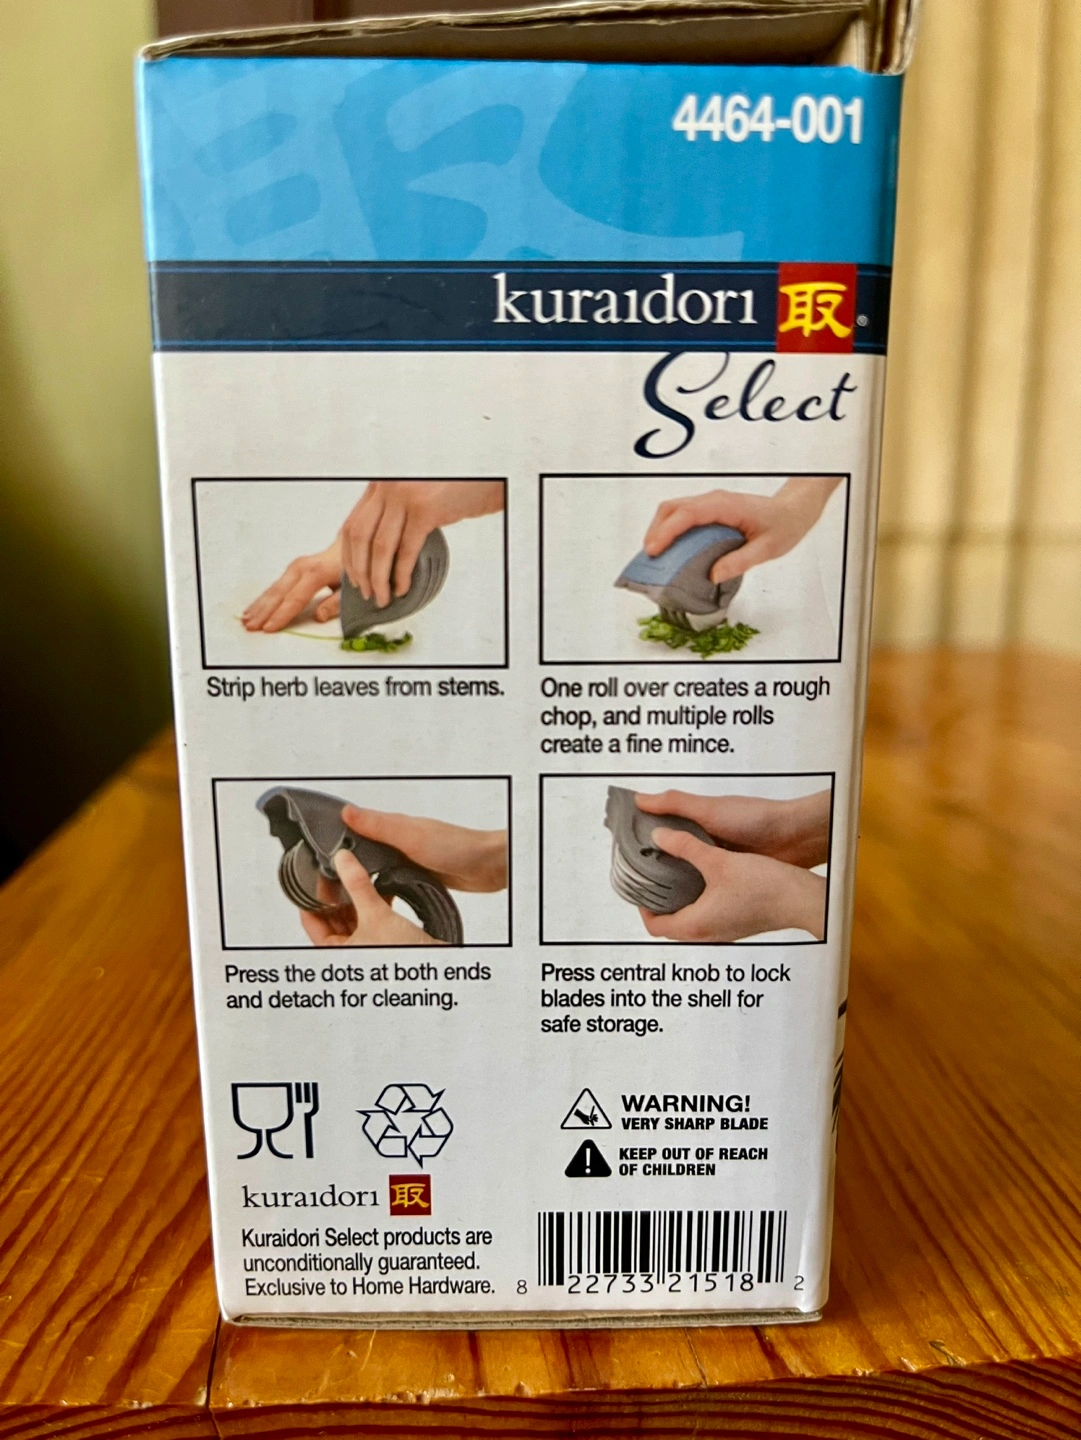 4464-001
kuraidori 取®
Select
Strip herb leaves from stems.
One roll over creates a rough
chop, and multiple rolls
create a fine mince.
Press the dots at both ends
and detach for cleaning.
Press central knob to lock
blades into the shell for
safe storage.
WARNING!
VERY SHARP BLADE
KEEP OUT OF REACH
OF CHILDREN
kuraidori 取
Kuraidori Select products are
unconditionally guaranteed.
Exclusive to Home Hardware.
8 22733 21518 2